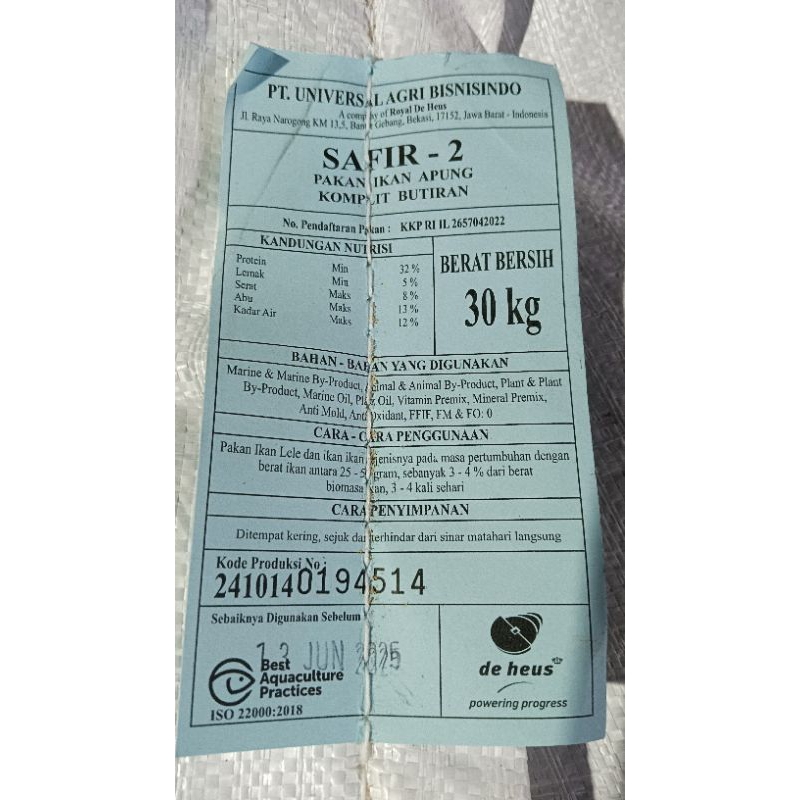 PT. UNIVERSAL AGRI BISNISINDO
A company of Royal De Heus
Jl. Raya Narogong KM 13,5, Bantar Gebang, Bekasi, 17152, Jawa Barat - Indonesia
SAFIR - 2
PAKAN IKAN APUNG
KOMPLIT BUTIRAN
No. Pendaftaran Pakan : KKP RI IL 2657042022
KANDUNGAN NUTRISI
Protein Min 32 %
Lemak Min 5 %
Serat Maks 8 %
Abu Maks 13 %
Kadar Air Maks 12 %
BERAT BERSIH
30 kg
BAHAN - BAHAN YANG DIGUNAKAN
Marine & Marine By-Product, Animal & Animal By-Product, Plant & Plant
By-Product, Marine Oil, Plant Oil, Vitamin Premix, Mineral Premix,
Anti Mold, Anti Oxidant, FFIF, FM & FO: 0
CARA - CARA PENGGUNAAN
Pakan Ikan Lele dan ikan ikan sejenisnya pada masa pertumbuhan dengan
berat ikan antara 25 - gram, sebanyak 3 - 4 % dari berat
biomasa ikan, 3 - 4 kali sehari
CARA PENYIMPANAN
Ditempat kering, sejuk dan terhindar dari sinar matahari langsung
Kode Produksi No :
2410140194514
Sebaiknya Digunakan Sebelum
13 JUN 2025
Best
Aquaculture
Practices
ISO 22000:2018
de heus
powering progress